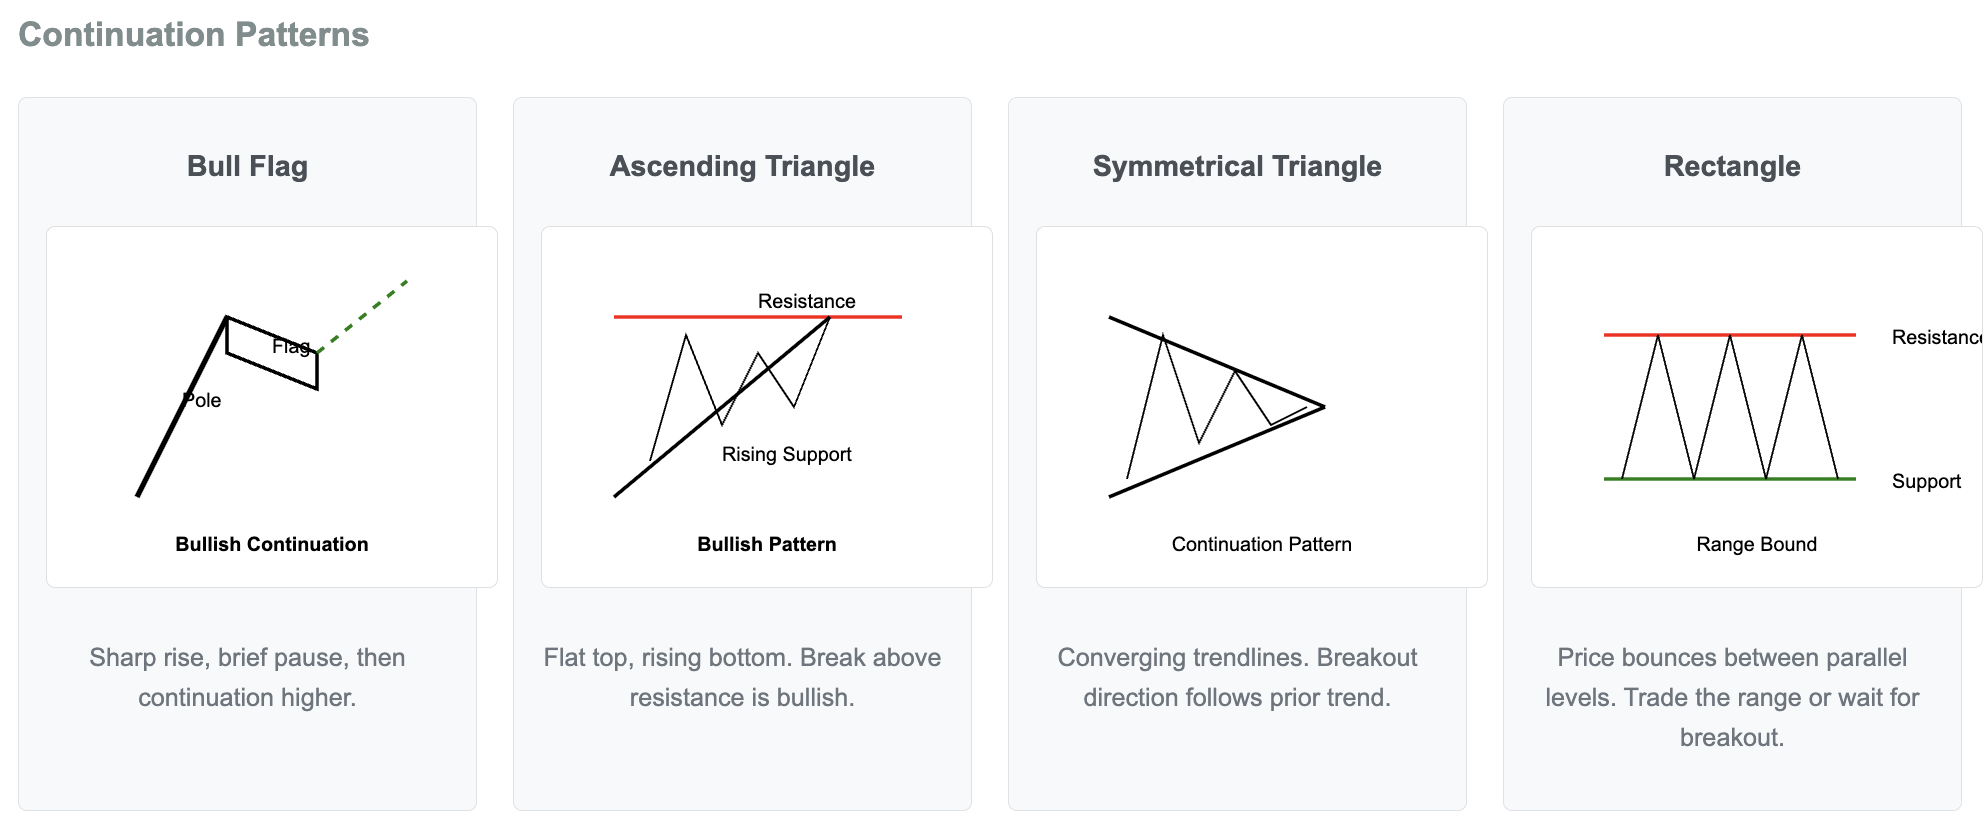 Continuation Patterns
Bull Flag
Flag
Pole
Bullish Continuation
Sharp rise, brief pause, then
continuation higher.
Ascending Triangle
Resistance
Rising Support
Bullish Pattern
Flat top, rising bottom. Break above
resistance is bullish.
Symmetrical Triangle
Continuation Pattern
Converging trendlines. Breakout
direction follows prior trend.
Rectangle
Resistance
Support
Range Bound
Price bounces between parallel
levels. Trade the range or wait for
breakout.